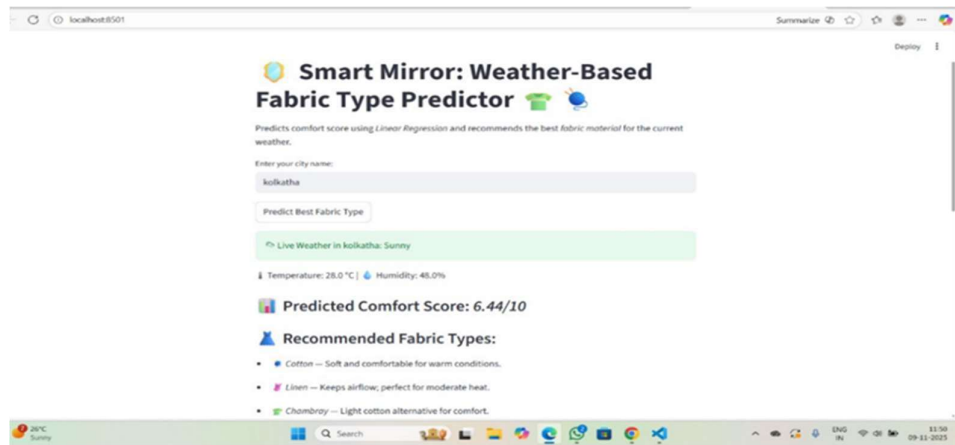 localhost:8501
Summarize
Deploy
Smart Mirror: Weather-Based
Fabric Type Predictor
Predicts comfort score using Linear Regression and recommends the best fabric material for the current
weather.
Enter your city name:
kolkatha
Predict Best Fabric Type
Live Weather in kolkatha: Sunny
Temperature: 28.0 °C | Humidity: 48.0%
Predicted Comfort Score: 6.44/10
Recommended Fabric Types:
• Cotton — Soft and comfortable for warm conditions.
• Linen — Keeps airflow; perfect for moderate heat.
• Chambray — Light cotton alternative for comfort.
26°C
Sunny
Search
ENG
IN
11:50
09-11-2025